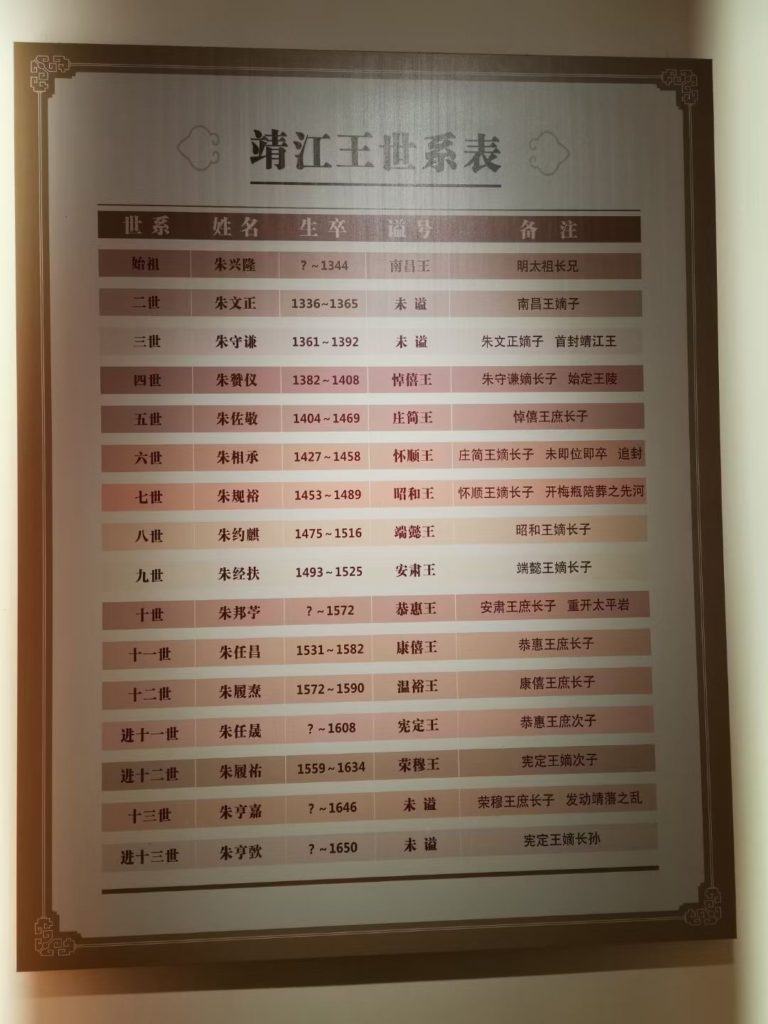 靖江王世系表
世系 姓名 生卒 谥号 备注
始祖 朱兴隆 ?~1344 南昌王 明太祖长兄
二世 朱文正 1336~1365 未谥 南昌王嫡子
三世 朱守谦 1361~1392 未谥 朱文正嫡子 首封靖江王
四世 朱赞仪 1382~1408 悼僖王 朱守谦嫡长子 始定王陵
五世 朱佐敬 1404~1469 庄简王 悼僖王庶长子
六世 朱相承 1427~1458 怀顺王 庄简王嫡长子 未即位即卒 追封
七世 朱规裕 1453~1489 昭和王 怀顺王嫡长子 开梅瓶陪葬之先河
八世 朱约麒 1475~1516 端懿王 昭和王嫡长子
九世 朱经扶 1493~1525 安肃王 端懿王嫡长子
十世 朱邦苧 ?~1572 恭惠王 安肃王庶长子 重开太平岩
十一世 朱任昌 1531~1582 康僖王 恭惠王庶长子
十二世 朱履焘 1572~1590 温裕王 康僖王庶长子
进十一世 朱任晟 ?~1608 宪定王 恭惠王庶次子
进十二世 朱履祜 1559~1634 荣穆王 宪定王嫡次子
十三世 朱亨嘉 ?~1646 未谥 荣穆王庶长子 发动靖藩之乱
进十三世 朱亨歅 ?~1650 未谥 宪定王嫡长孙